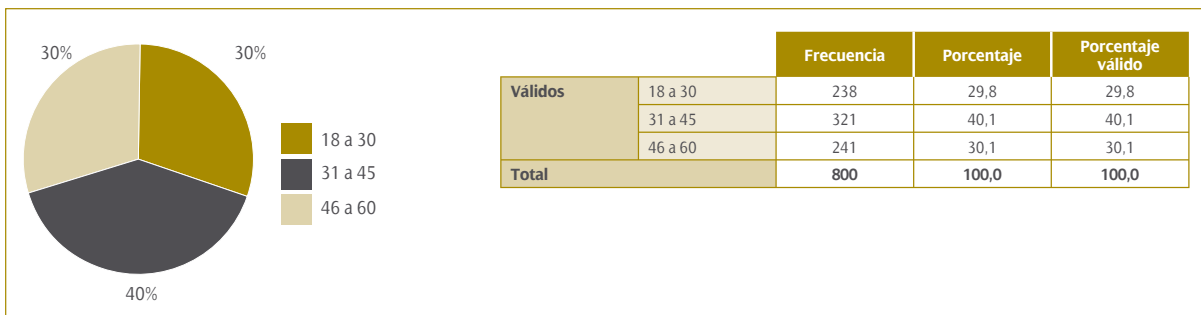 30%
30%
40%
18 a 30
31 a 45
46 a 60
Frecuencia Porcentaje Porcentaje válido
Válidos 18 a 30 238 29,8 29,8
31 a 45 321 40,1 40,1
46 a 60 241 30,1 30,1
Total 800 100,0 100,0